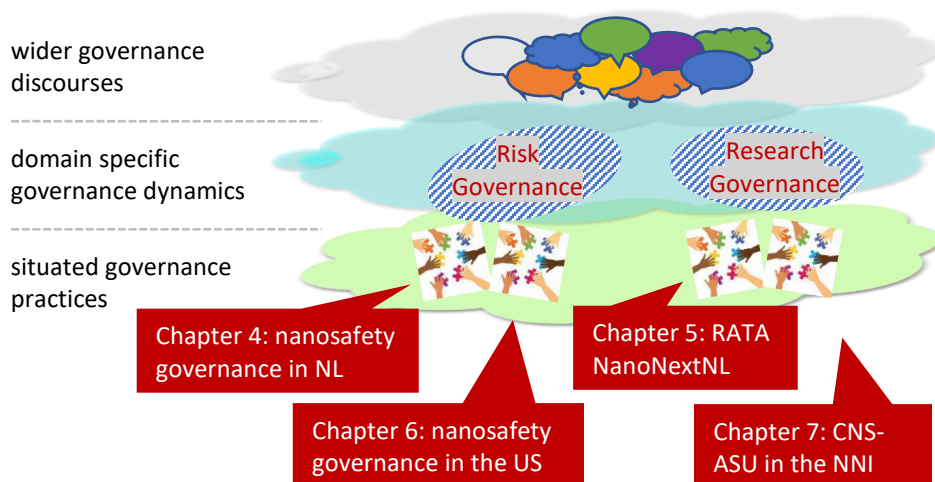 wider governance
discourses
domain specific
governance dynamics
Risk
Governance
Research
Governance
situated governance
practices
Chapter 4: nanosafety
governance in NL
Chapter 5: RATA
NanoNextNL
Chapter 6: nanosafety
governance in the US
Chapter 7: CNS-
ASU in the NNI